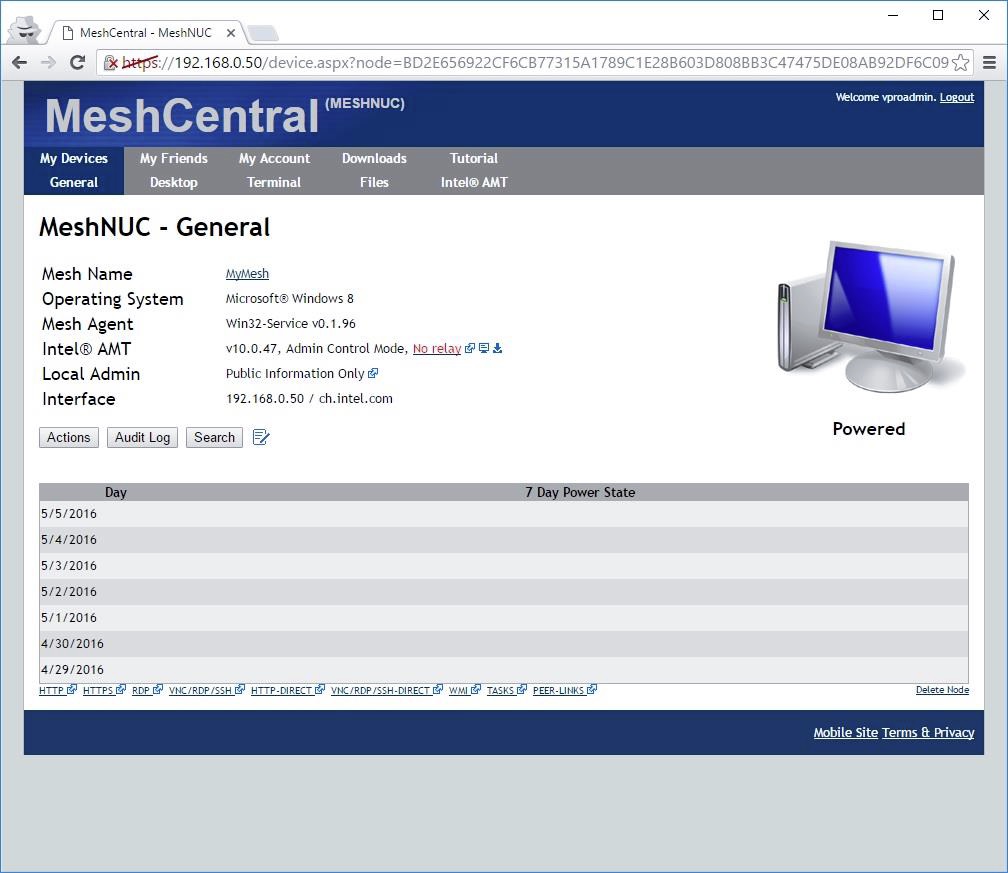 MeshCentral - MeshNUC
https://192.168.0.50/device.aspx?node=BD2E656922CF6CB77315A1789C1E28B603D808BB3C47475DE08AB92DF6C09
MeshCentral (MESHNUC)
Welcome vproadmin. Logout
My Devices My Friends My Account Downloads Tutorial
General Desktop Terminal Files Intel® AMT
MeshNUC - General
Mesh Name MyMesh
Operating System Microsoft® Windows 8
Mesh Agent Win32-Service v0.1.96
Intel® AMT v10.0.47, Admin Control Mode, No relay
Local Admin Public Information Only
Interface 192.168.0.50 / ch.intel.com
Powered
Actions Audit Log Search
Day 7 Day Power State
5/5/2016
5/4/2016
5/3/2016
5/2/2016
5/1/2016
4/30/2016
4/29/2016
HTTP HTTPS RDP VNC/RDP/SSH HTTP-DIRECT VNC/RDP/SSH-DIRECT WMI TASKS PEER-LINKS Delete Node
Mobile Site Terms & Privacy